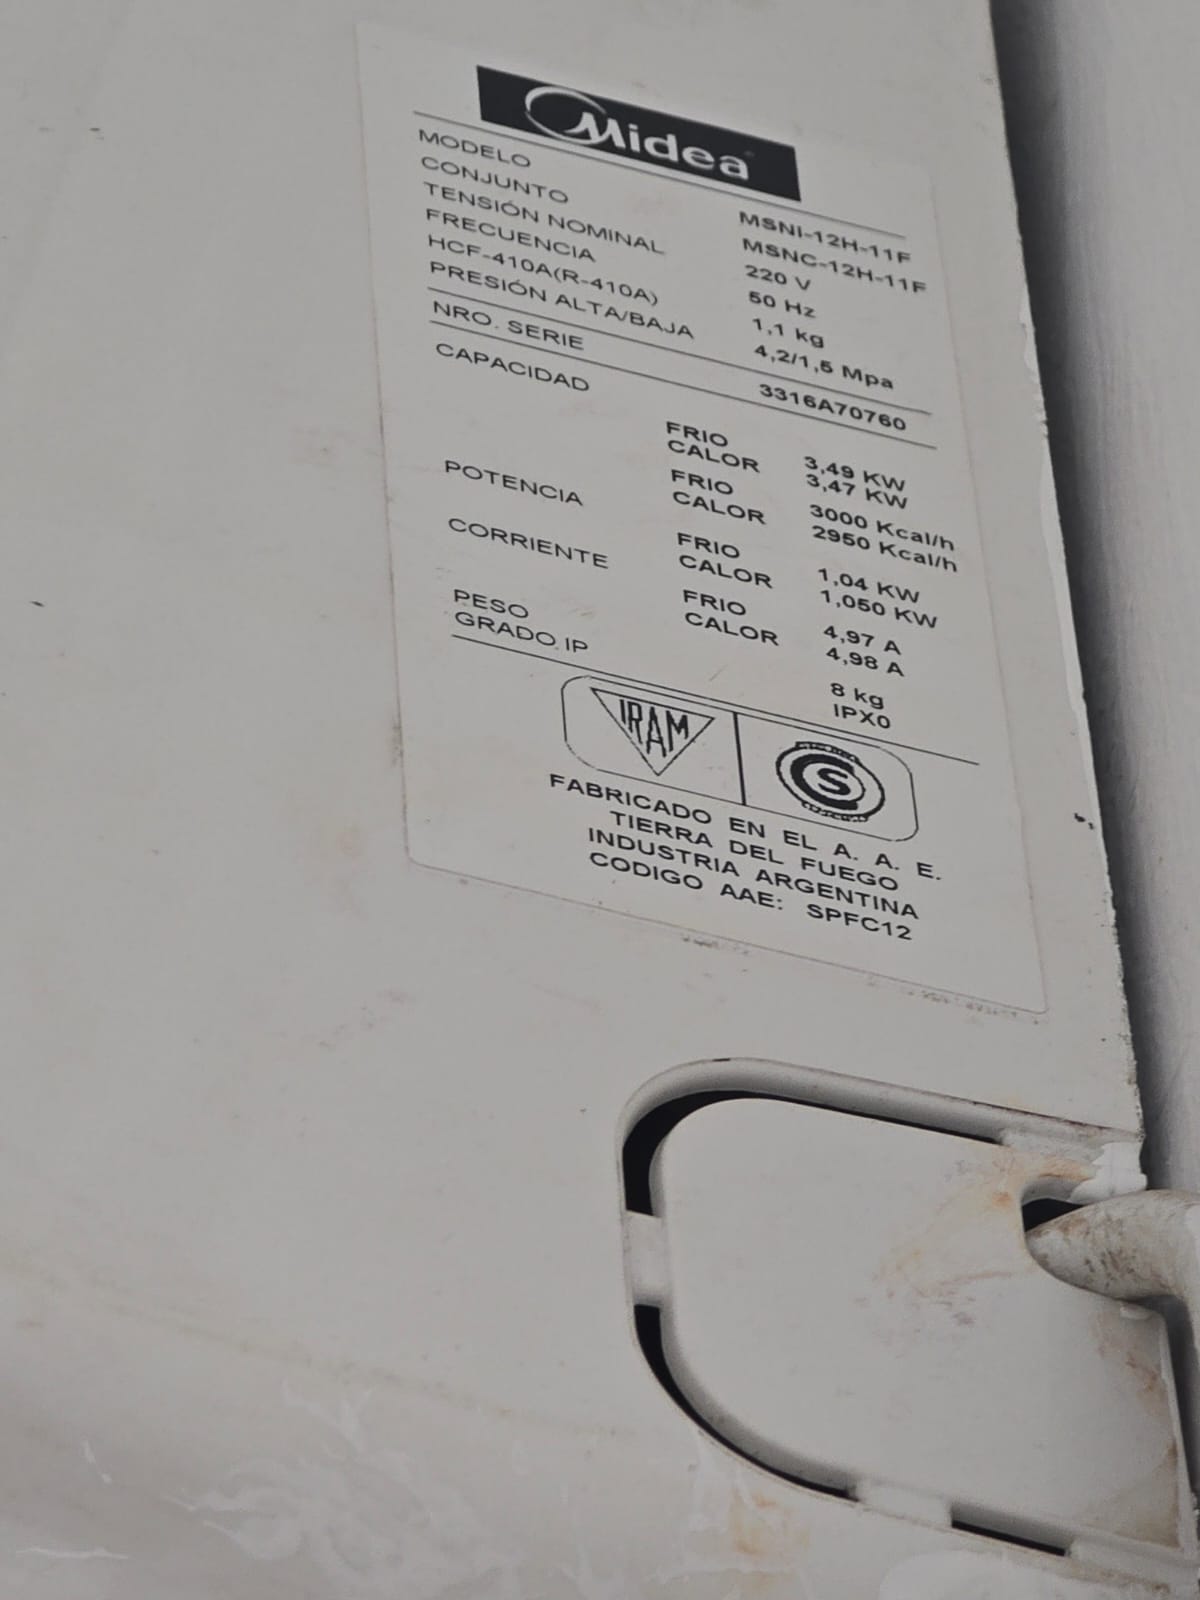 Midea
MODELO MSNI-12H-11F
CONJUNTO MSNC-12H-11F
TENSIÓN NOMINAL 220 V
FRECUENCIA 50 Hz
HCF-410A(R-410A) 1,1 kg
PRESIÓN ALTA/BAJA 4,2/1,5 Mpa
NRO. SERIE 3316A70760
CAPACIDAD FRIO 3,49 KW
CALOR 3,47 KW
FRIO 3000 Kcal/h
CALOR 2950 Kcal/h
POTENCIA FRIO 1,04 KW
CALOR 1,050 KW
CORRIENTE FRIO 4,97 A
CALOR 4,98 A
PESO 8 kg
GRADO IP IPX0
IRAM
S
FABRICADO EN EL A. A. E.
TIERRA DEL FUEGO
INDUSTRIA ARGENTINA
CODIGO AAE: SPFC12